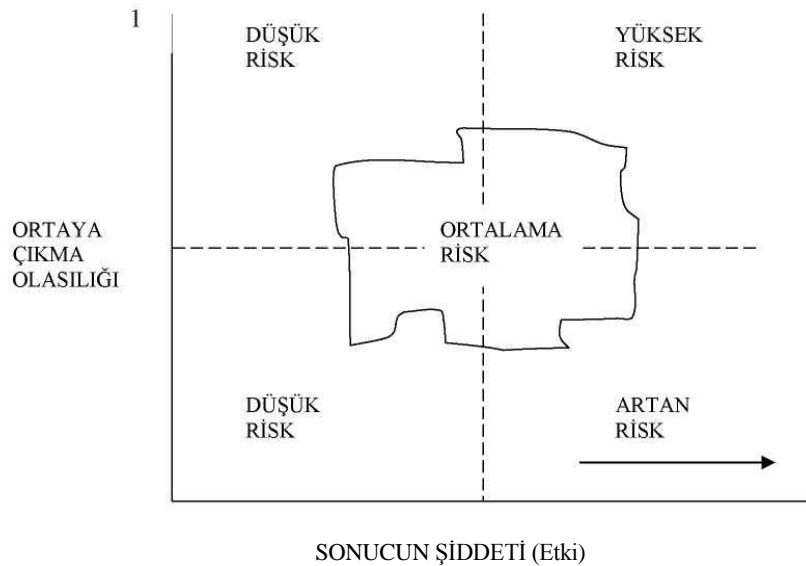 1
DÜŞÜK
RİSK
YÜKSEK
RİSK
ORTAYA
ÇIKMA
OLASILIĞI
ORTALAMA
RİSK
DÜŞÜK
RİSK
ARTAN
RİSK
SONUCUN ŞİDDETİ (Etki)